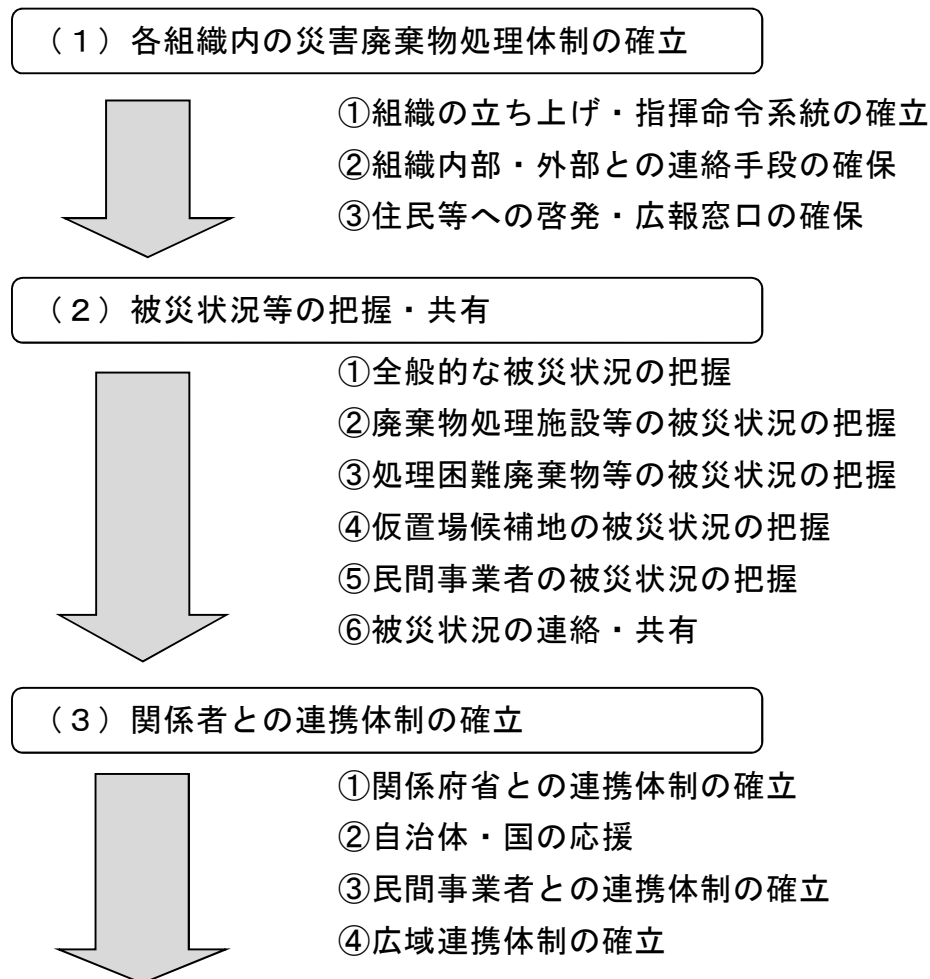 （１）各組織内の災害廃棄物処理体制の確立
①組織の立ち上げ・指揮命令系統の確立
②組織内部・外部との連絡手段の確保
③住民等への啓発・広報窓口の確保
（２）被災状況等の把握・共有
①全般的な被災状況の把握
②廃棄物処理施設等の被災状況の把握
③処理困難廃棄物等の被災状況の把握
④仮置場候補地の被災状況の把握
⑤民間事業者の被災状況の把握
⑥被災状況の連絡・共有
（３）関係者との連携体制の確立
①関係府省との連携体制の確立
②自治体・国の応援
③民間事業者との連携体制の確立
④広域連携体制の確立